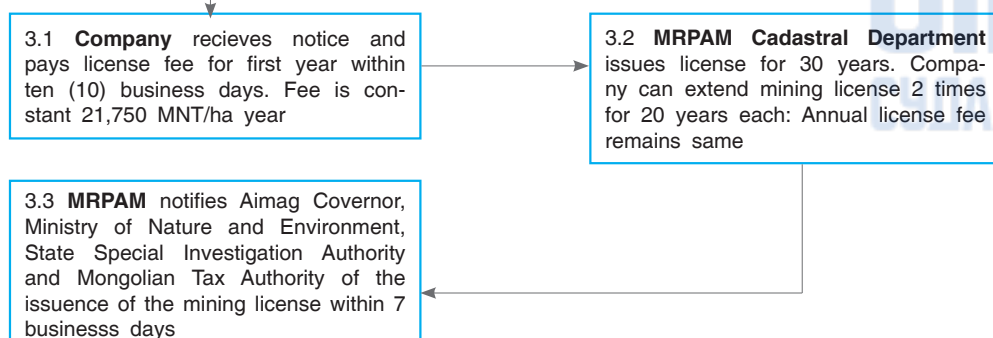 3.1 Company recieves notice and
pays license fee for first year within
ten (10) business days. Fee is con-
stant 21,750 MNT/ha year
3.2 MRPAM Cadastral Department
issues license for 30 years. Compa-
ny can extend mining license 2 times
for 20 years each: Annual license fee
remains same
3.3 MRPAM notifies Aimag Covernor,
Ministry of Nature and Environment,
State Special Investigation Authority
and Mongolian Tax Authority of the
issuence of the mining license within 7
businesss days